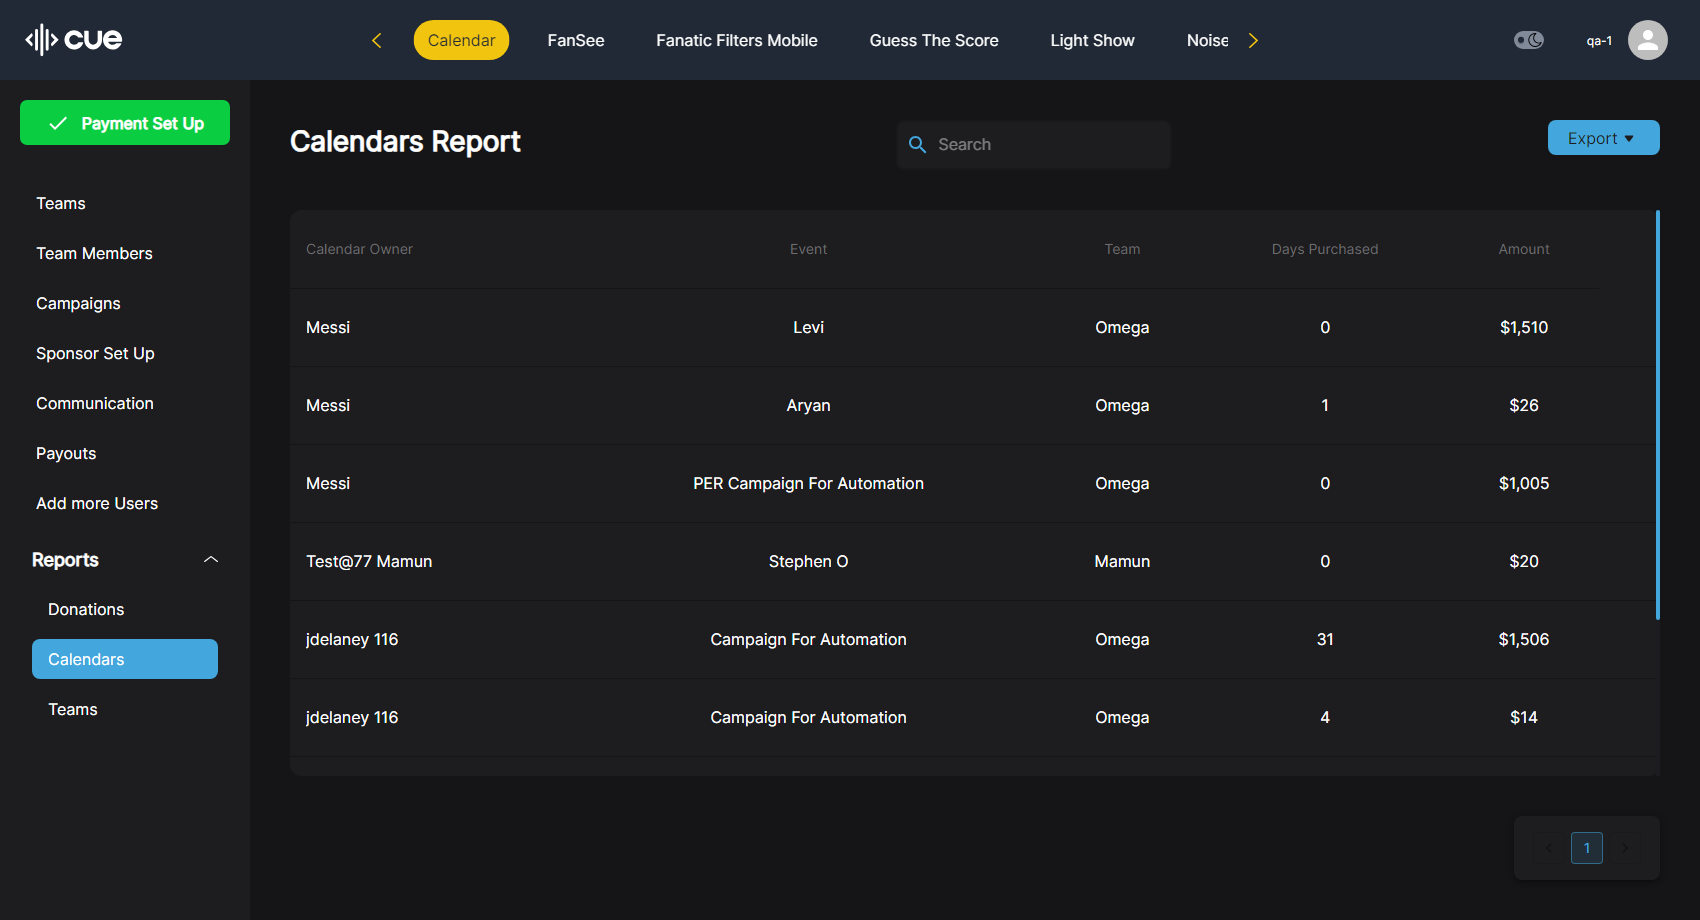 cue
Calendar FanSee Fanatic Filters Mobile Guess The Score Light Show Noise
qa-1
Payment Set Up
Teams
Team Members
Campaigns
Sponsor Set Up
Communication
Payouts
Add more Users
Reports
Donations
Calendars
Teams
Calendars Report
Search
Export
Calendar Owner Event Team Days Purchased Amount
Messi Levi Omega 0 $1,510
Messi Aryan Omega 1 $26
Messi PER Campaign For Automation Omega 0 $1,005
Test@77 Mamun Stephen O Mamun 0 $20
jdelaney 116 Campaign For Automation Omega 31 $1,506
jdelaney 116 Campaign For Automation Omega 4 $14
1